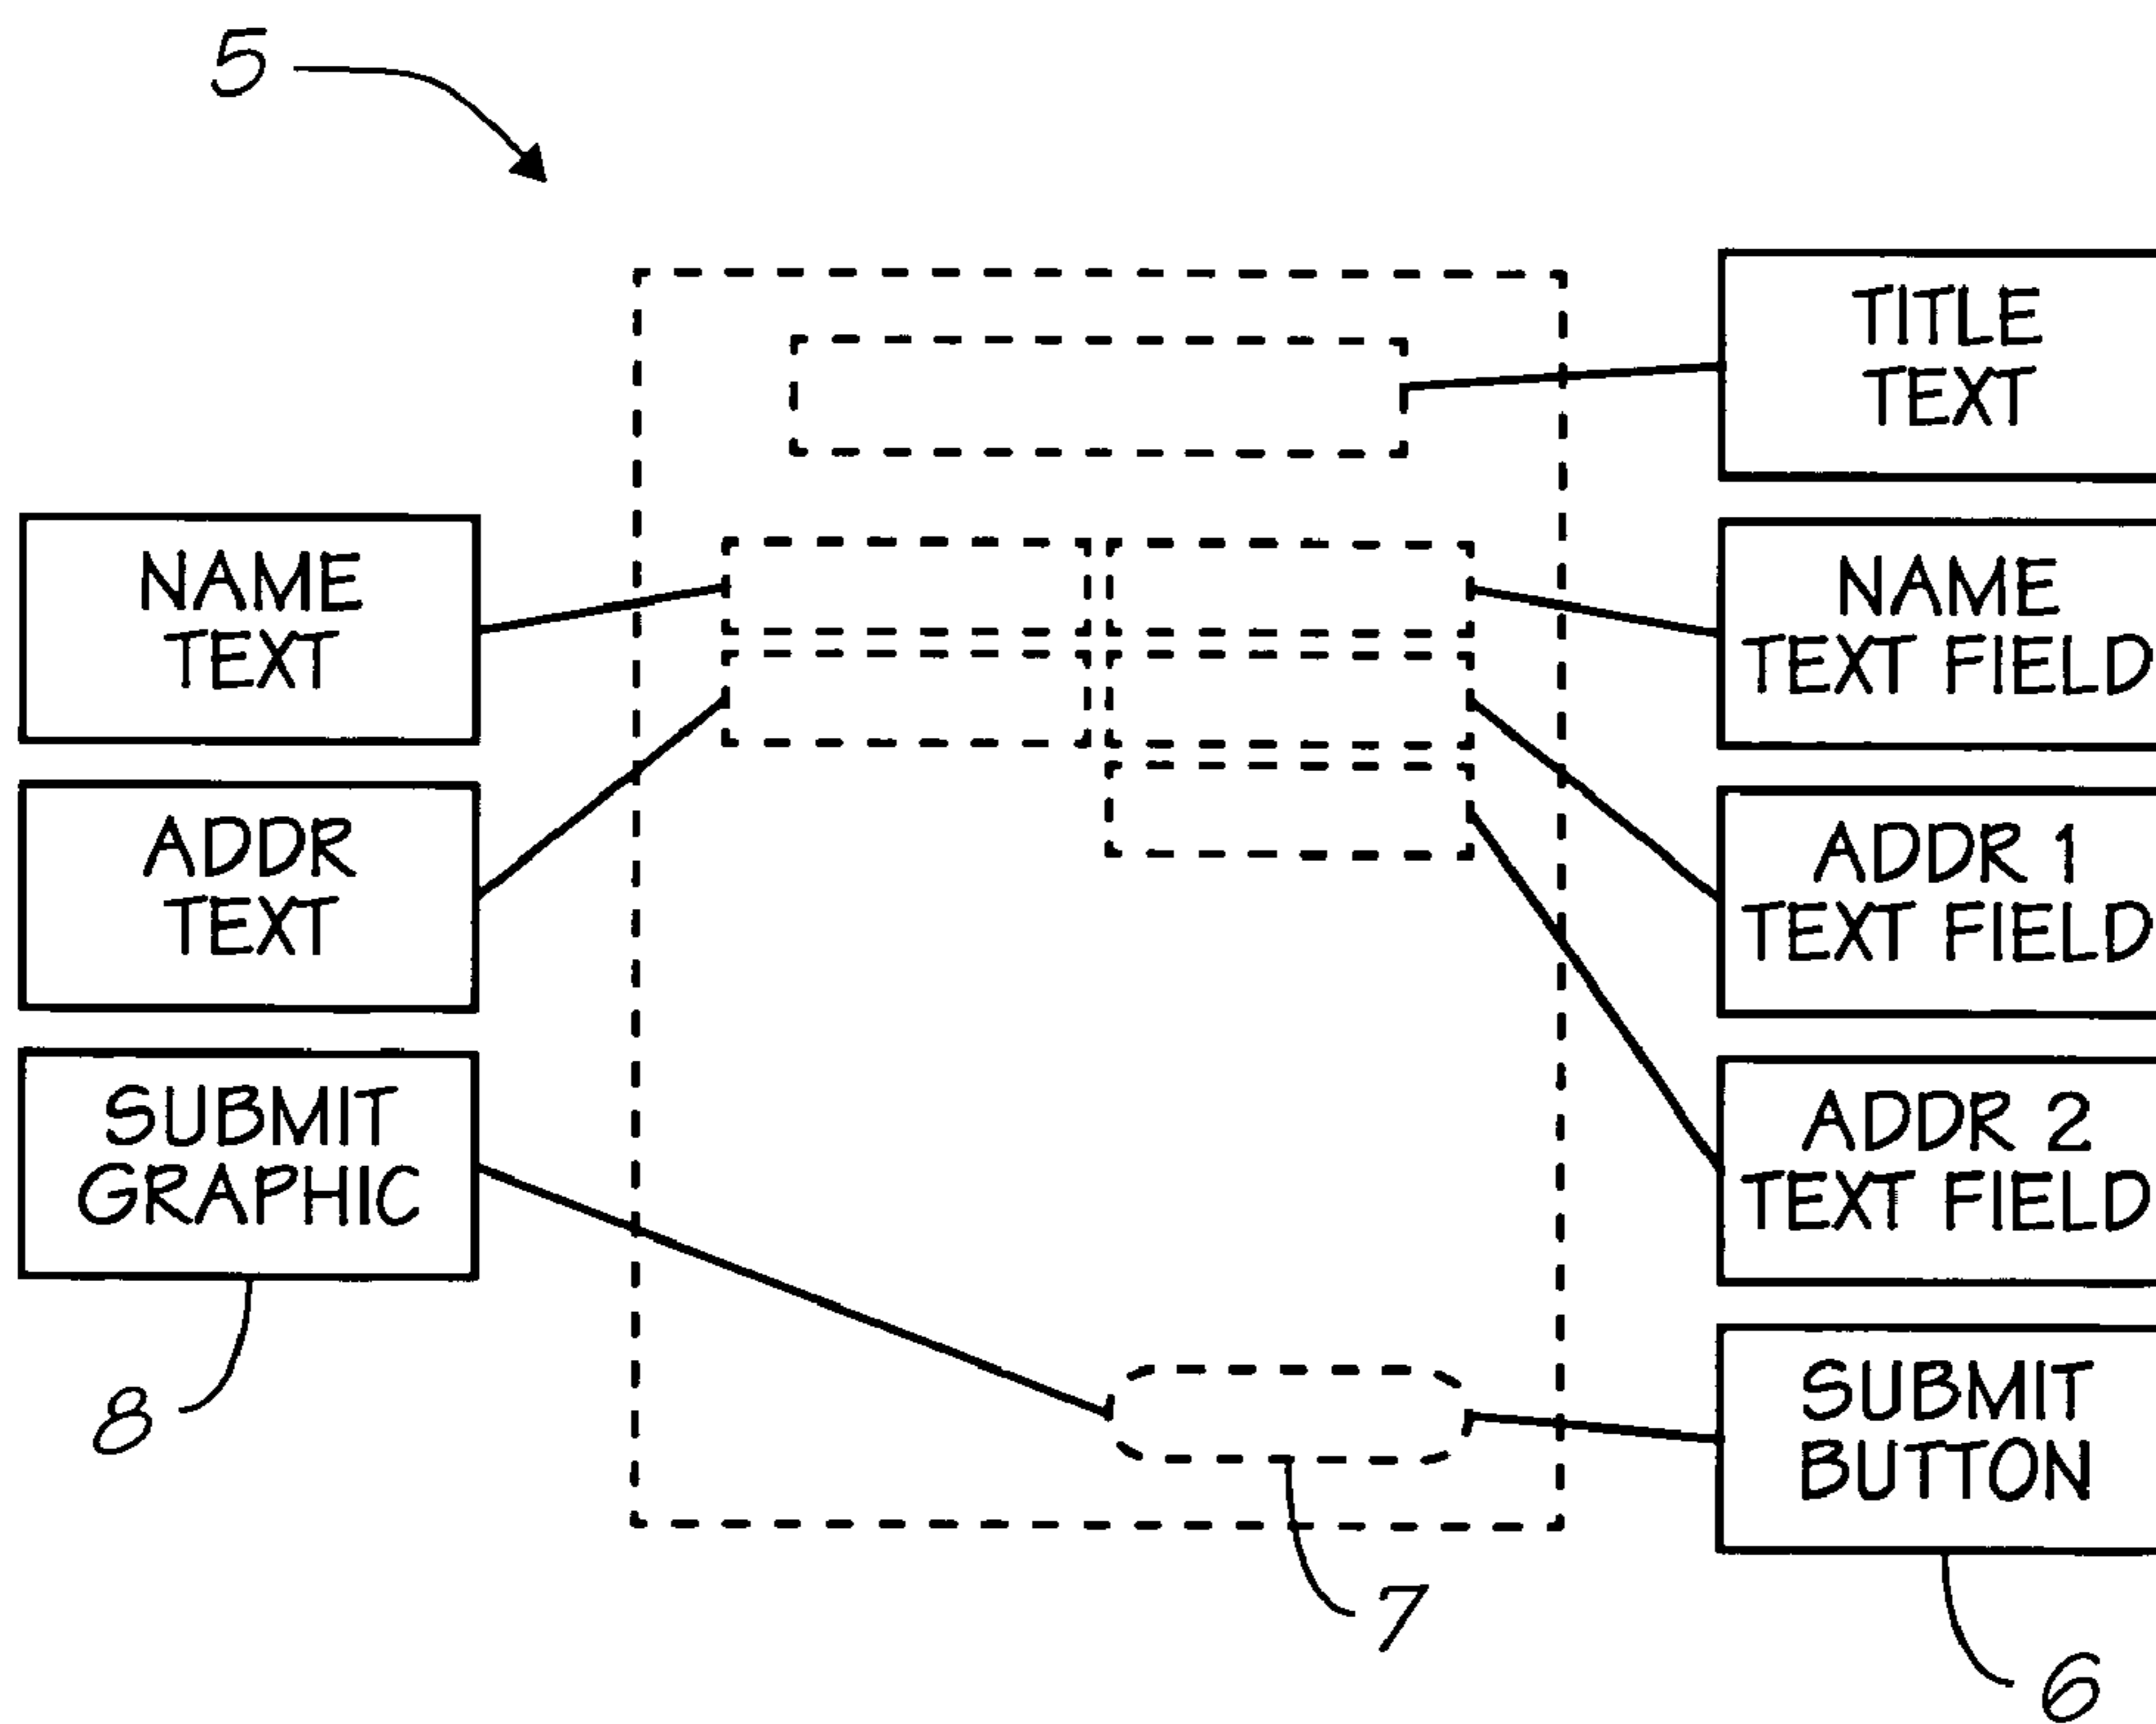 5
TITLE
TEXT
NAME
TEXT
NAME
TEXT FIELD
ADDR
TEXT
ADDR 1
TEXT FIELD
SUBMIT
GRAPHIC
ADDR 2
TEXT FIELD
SUBMIT
BUTTON
8
7
6